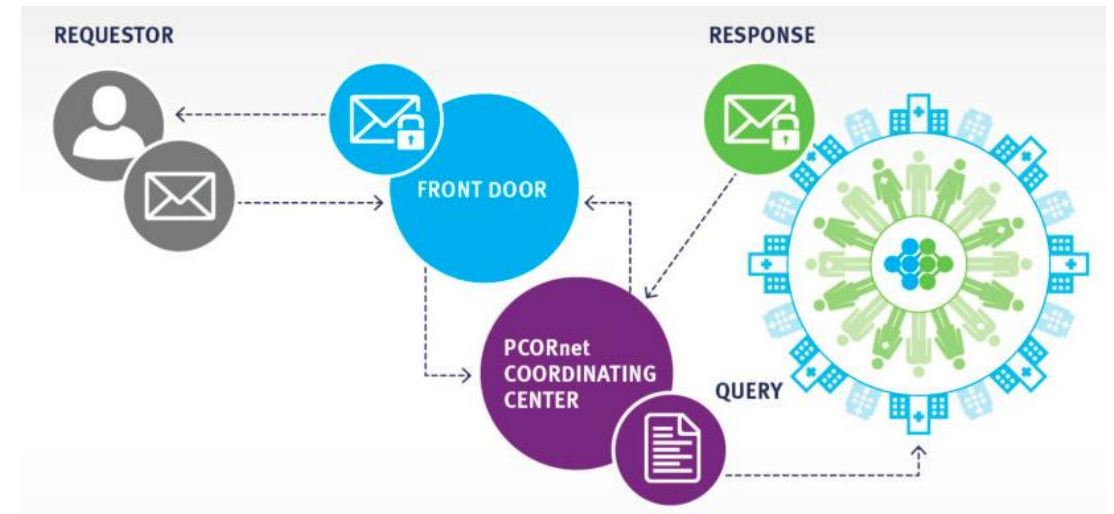 REQUESTOR
RESPONSE
FRONT DOOR
PCORnet
COORDINATING
CENTER
QUERY